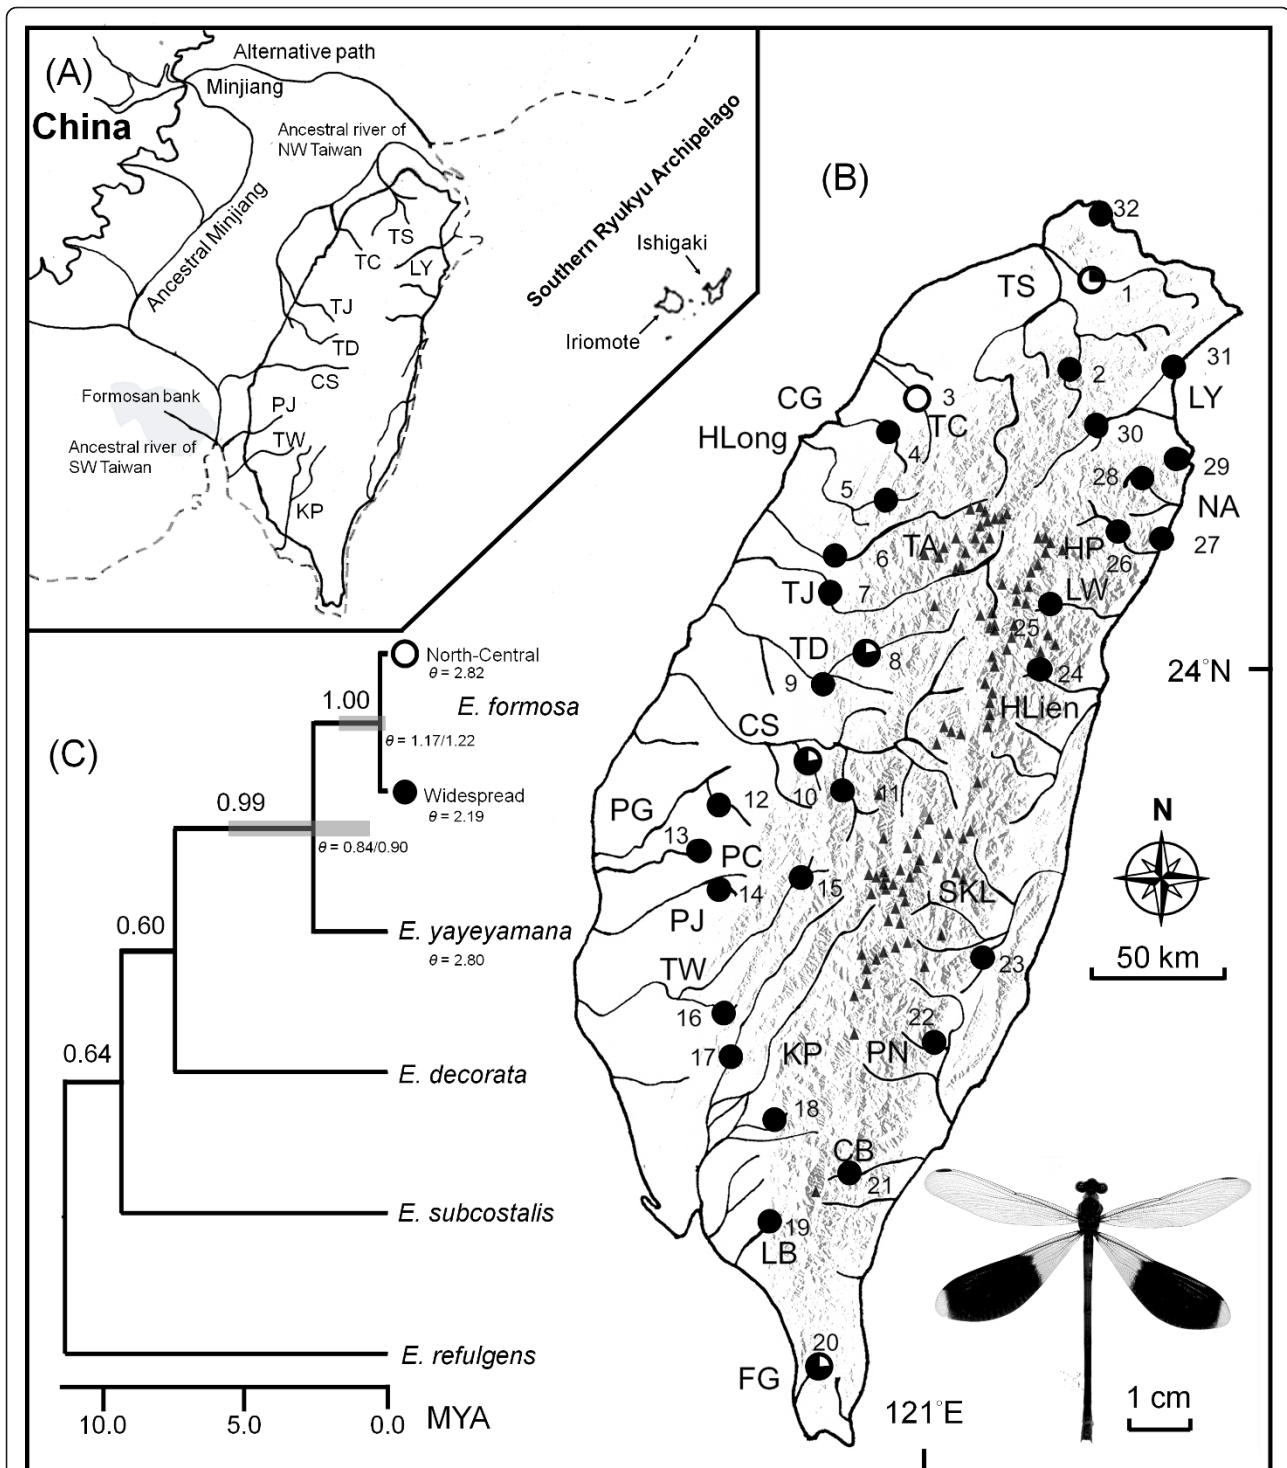 (A)
Alternative path
Minjiang
China
Ancestral river of
NW Taiwan
Ancestral Minjiang
TS
TC
LY
TJ
TD
CS
Formosan bank
PJ
TW
Ancestral river of
SW Taiwan
KP
Southern Ryukyu Archipelago
Ishigaki
Iriomote
(B)
32
TS
1
31
2
LY
CG
3
TC
30
HLong
4
29
28
5
NA
27
6
TA
HP
26
TJ
7
LW
25
TD
8
24
24°N
9
HLien
CS
10
11
PG
12
13
PC
14
15
PJ
SKL
TW
23
16
22
17
KP
PN
18
CB
21
19
LB
20
FG
121°E
N
50 km
1 cm
(C)
North-Central
θ = 2.82
1.00
E. formosa
θ = 1.17/1.22
Widespread
θ = 2.19
0.99
θ = 0.84/0.90
E. yayeyamana
θ = 2.80
0.60
E. decorata
0.64
E. subcostalis
E. refulgens
10.0
5.0
0.0
MYA